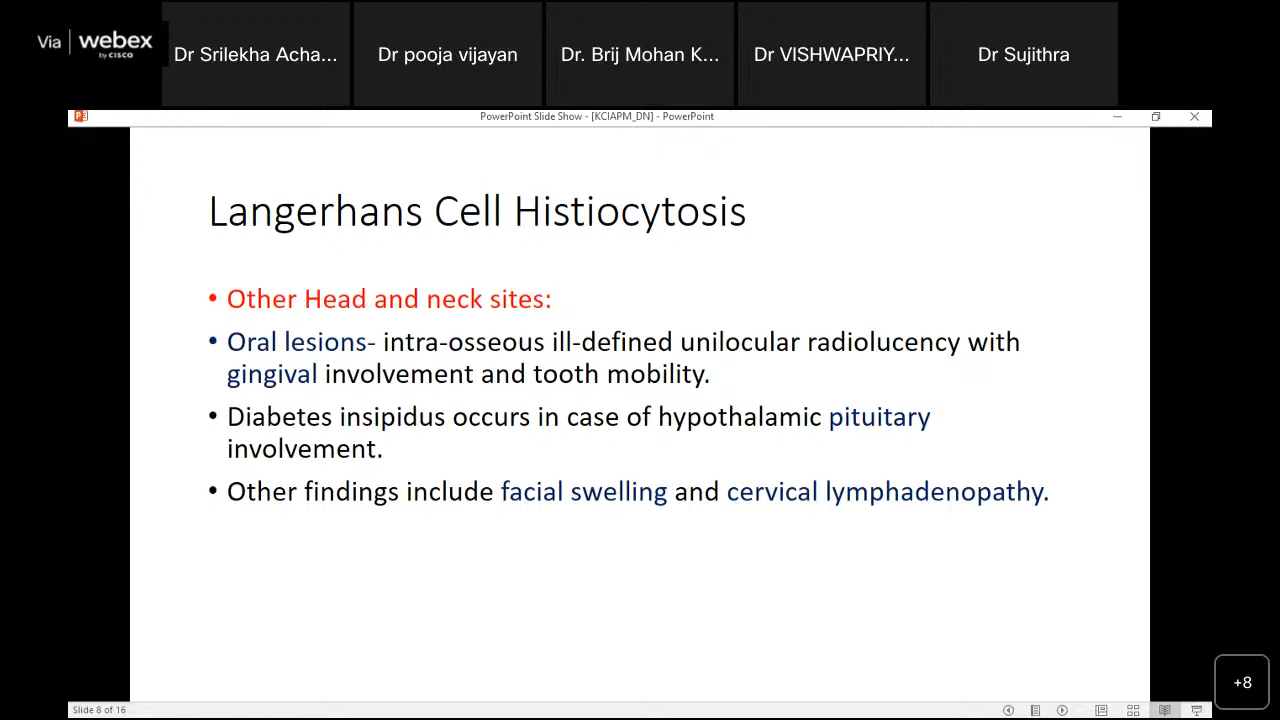 Via | webex
by CISCO
Dr Srilekha Acha...
Dr pooja vijayan
Dr. Brij Mohan K...
Dr VISHWAPRIY...
Dr Sujithra
PowerPoint Slide Show - [KCIAPM_DN] - PowerPoint
Langerhans Cell Histiocytosis
• Other Head and neck sites:
• Oral lesions- intra-osseous ill-defined unilocular radiolucency with
gingival involvement and tooth mobility.
• Diabetes insipidus occurs in case of hypothalamic pituitary
involvement.
• Other findings include facial swelling and cervical lymphadenopathy.
+8
Slide 8 of 16